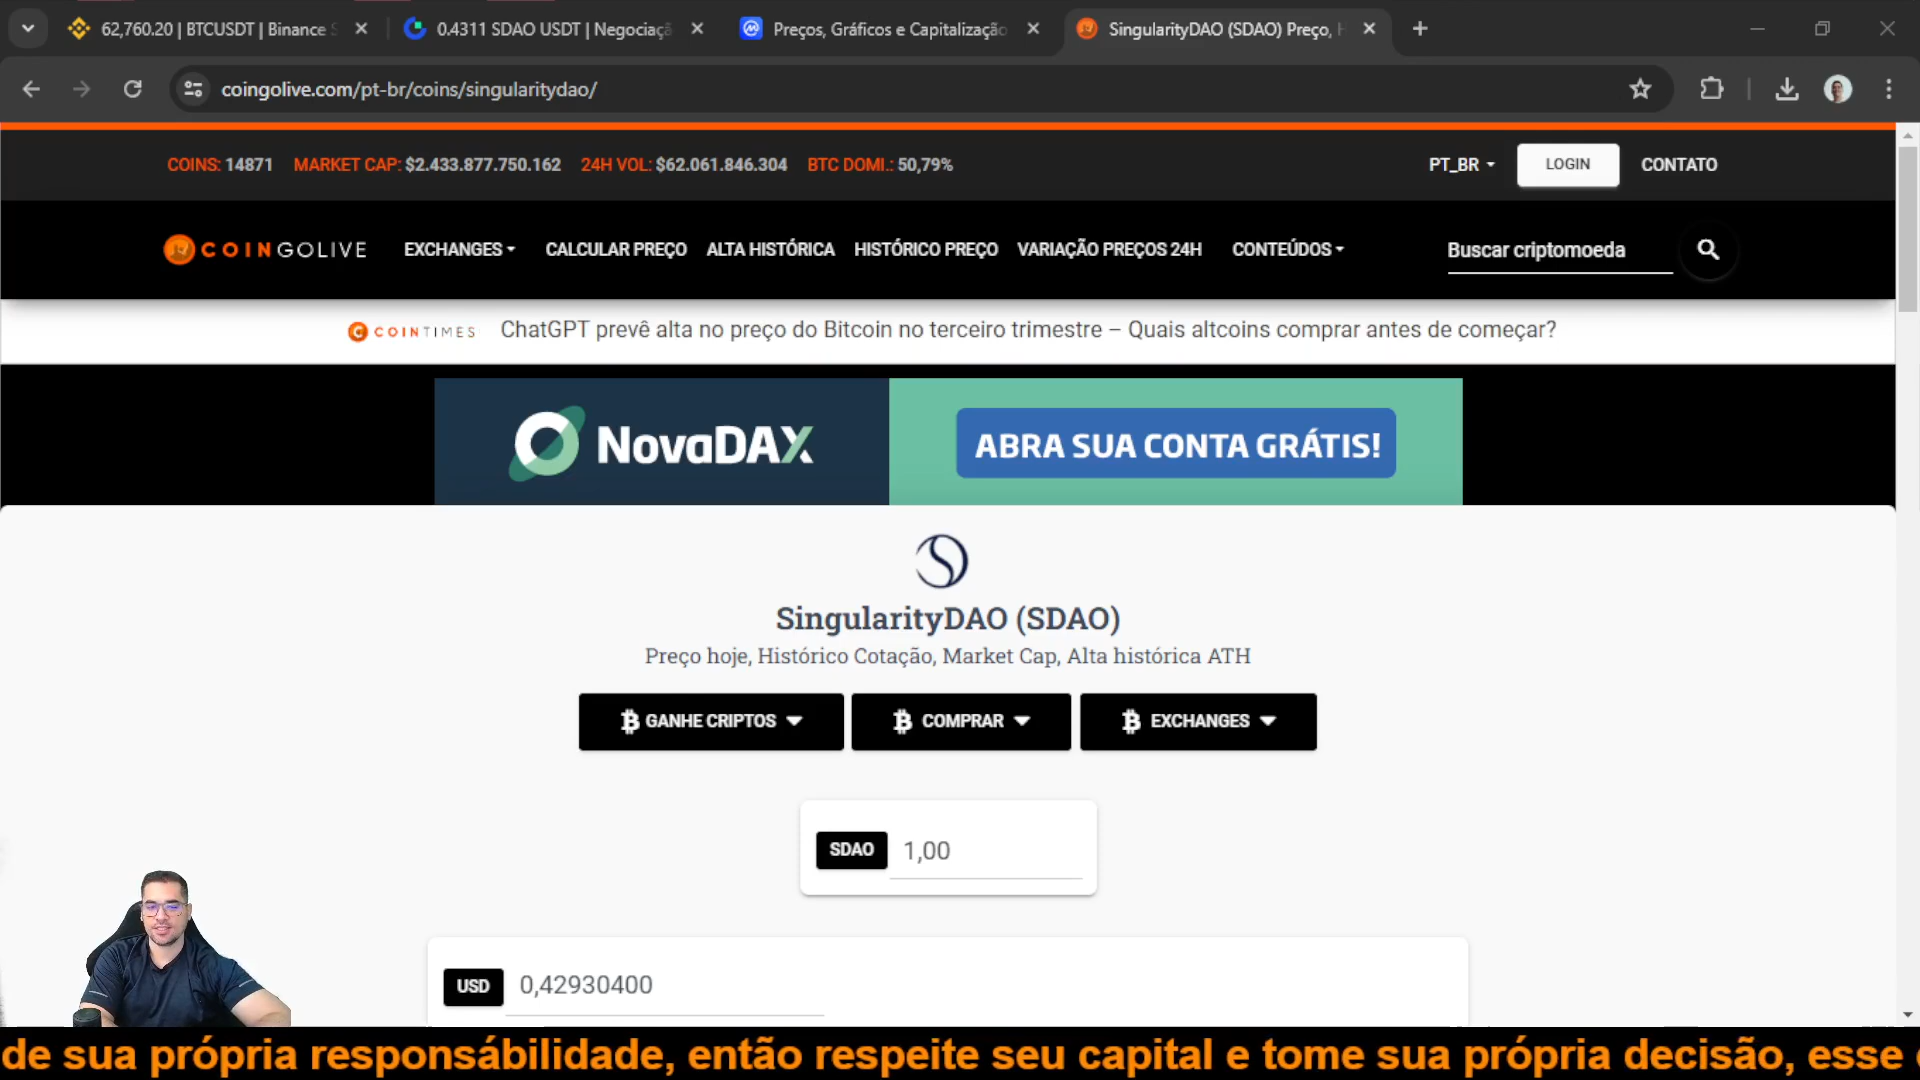 62,760.20 | BTCUSDT | Binance S
0.4311 SDAO USDT | Negociaçã
Preços, Gráficos e Capitalização
SingularityDAO (SDAO) Preço, H
coingolive.com/pt-br/coins/singularitydao/
COINS: 14871 MARKET CAP: $2.433.877.750.162 24H VOL: $62.061.846.304 BTC DOMI.: 50,79%
PT_BR LOGIN CONTATO
COINGOLIVE EXCHANGES CALCULAR PREÇO ALTA HISTÓRICA HISTÓRICO PREÇO VARIAÇÃO PREÇOS 24H CONTEÚDOS Buscar criptomoeda
COINTIMES ChatGPT prevê alta no preço do Bitcoin no terceiro trimestre – Quais altcoins comprar antes de começar?
NovaDAX ABRA SUA CONTA GRÁTIS!
SingularityDAO (SDAO)
Preço hoje, Histórico Cotação, Market Cap, Alta histórica ATH
GANHE CRIPTOS COMPRAR EXCHANGES
SDAO 1,00
USD 0,42930400
de sua própria responsábilidade, então respeite seu capital e tome sua própria decisão, esse